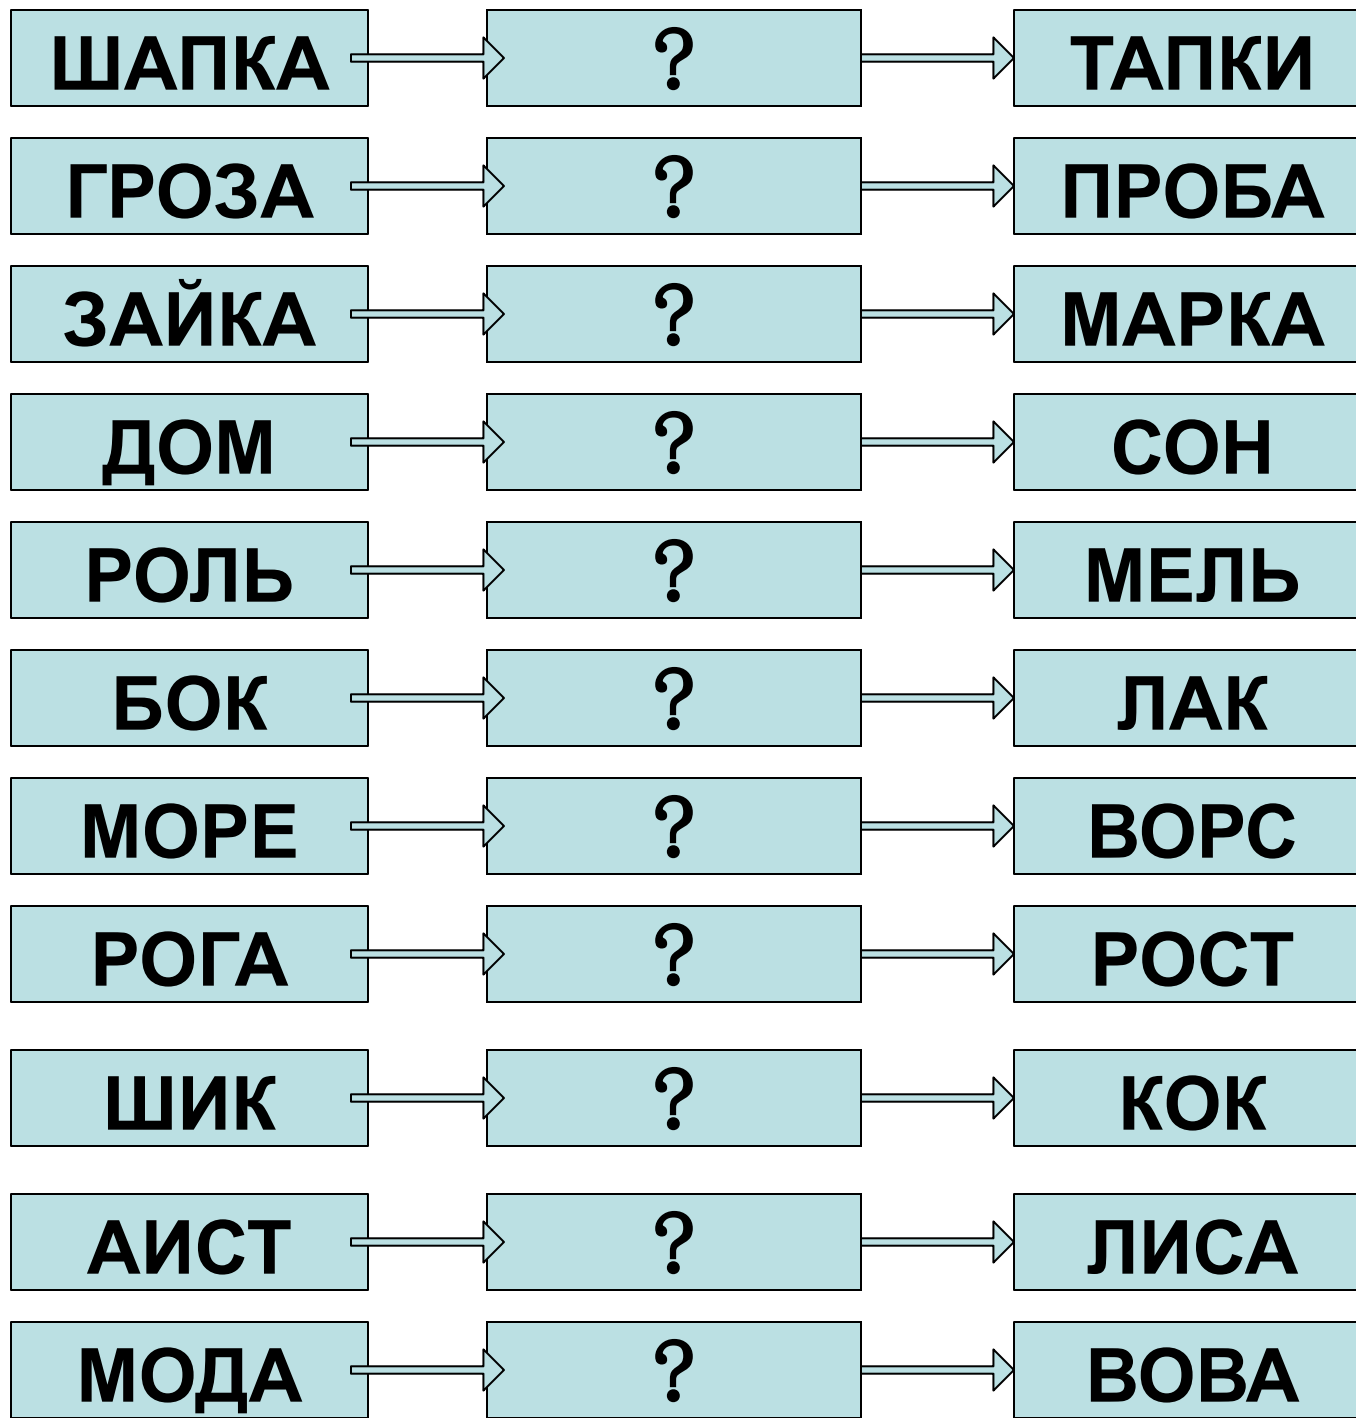 ШАПКА ? ТАПКИ
ГРОЗА ? ПРОБА
ЗАЙКА ? МАРКА
ДОМ ? СОН
РОЛЬ ? МЕЛЬ
БОК ? ЛАК
МОРЕ ? ВОРС
РОГА ? РОСТ
ШИК ? КОК
АИСТ ? ЛИСА
МОДА ? ВОВА